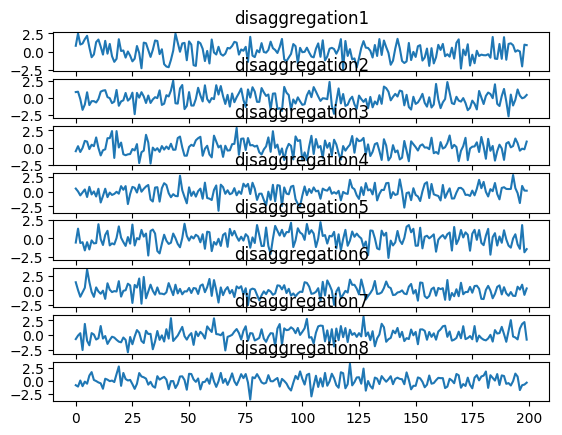 disaggregation1
2.5
0.0
−2.5
disaggregation2
2.5
0.0
−2.5
disaggregation3
2.5
0.0
−2.5
disaggregation4
2.5
0.0
−2.5
disaggregation5
2.5
0.0
−2.5
disaggregation6
2.5
0.0
−2.5
disaggregation7
2.5
0.0
−2.5
disaggregation8
2.5
0.0
−2.5
0 25 50 75 100 125 150 175 200